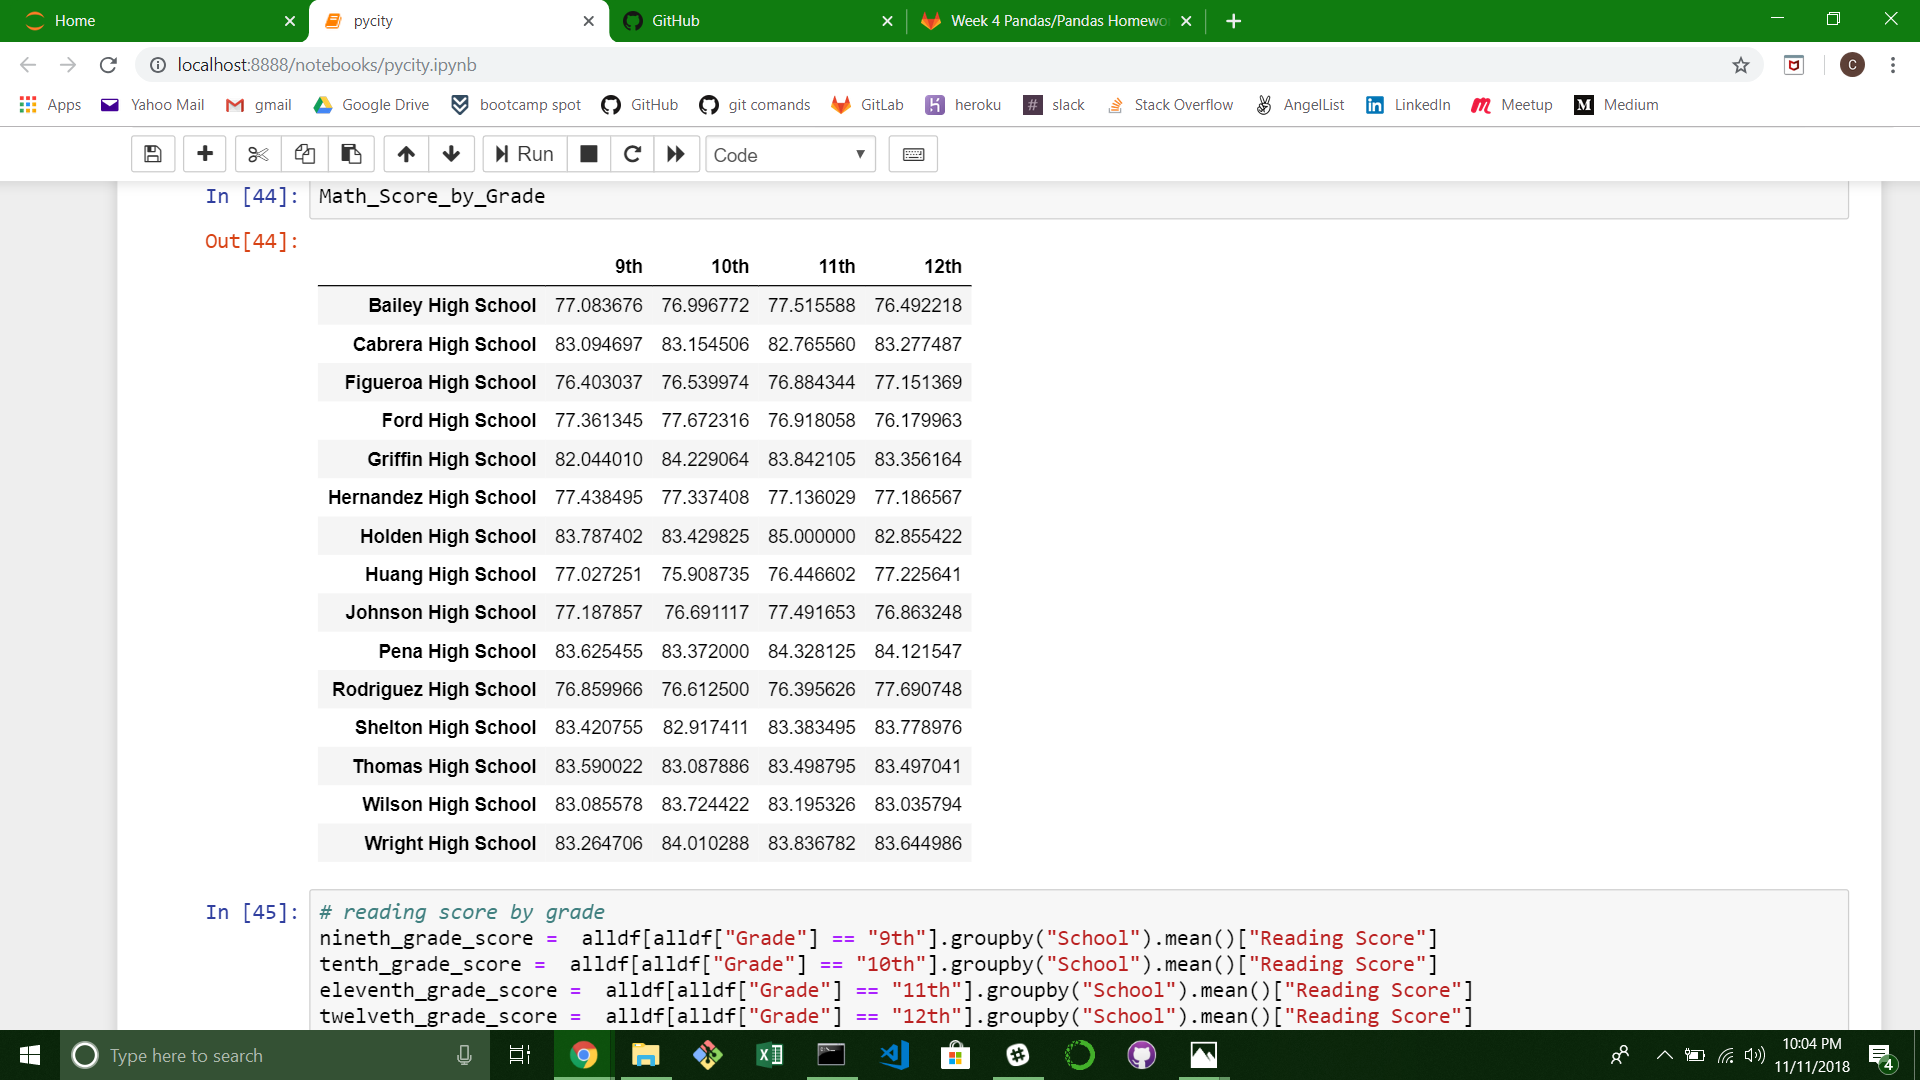 Home
pycity
GitHub
Week 4 Pandas/Pandas Homewo
localhost:8888/notebooks/pycity.ipynb
C
Apps Yahoo Mail gmail Google Drive bootcamp spot GitHub git comands GitLab heroku slack Stack Overflow AngelList LinkedIn Meetup Medium
Run Code
In [44]: Math_Score_by_Grade
Out[44]:
9th 10th 11th 12th
Bailey High School 77.083676 76.996772 77.515588 76.492218
Cabrera High School 83.094697 83.154506 82.765560 83.277487
Figueroa High School 76.403037 76.539974 76.884344 77.151369
Ford High School 77.361345 77.672316 76.918058 76.179963
Griffin High School 82.044010 84.229064 83.842105 83.356164
Hernandez High School 77.438495 77.337408 77.136029 77.186567
Holden High School 83.787402 83.429825 85.000000 82.855422
Huang High School 77.027251 75.908735 76.446602 77.225641
Johnson High School 77.187857 76.691117 77.491653 76.863248
Pena High School 83.625455 83.372000 84.328125 84.121547
Rodriguez High School 76.859966 76.612500 76.395626 77.690748
Shelton High School 83.420755 82.917411 83.383495 83.778976
Thomas High School 83.590022 83.087886 83.498795 83.497041
Wilson High School 83.085578 83.724422 83.195326 83.035794
Wright High School 83.264706 84.010288 83.836782 83.644986
In [45]: # reading score by grade
nineth_grade_score =  alldf[alldf["Grade"] == "9th"].groupby("School").mean()["Reading Score"]
tenth_grade_score =  alldf[alldf["Grade"] == "10th"].groupby("School").mean()["Reading Score"]
eleventh_grade_score =  alldf[alldf["Grade"] == "11th"].groupby("School").mean()["Reading Score"]
twelveth_grade_score =  alldf[alldf["Grade"] == "12th"].groupby("School").mean()["Reading Score"]
Type here to search
10:04 PM
11/11/2018
4